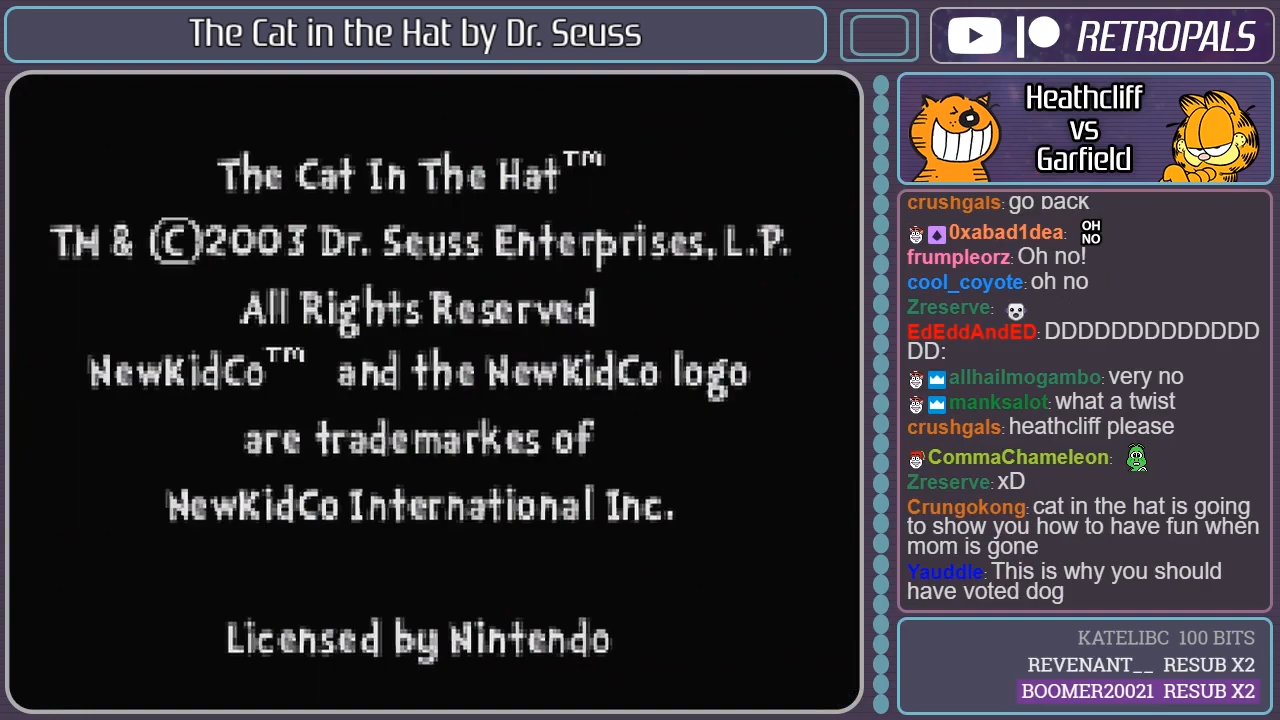 The Cat in the Hat by Dr. Seuss
RETROPALS
The Cat In The Hat™
TM & ©2003 Dr. Seuss Enterprises, L.P.
All Rights Reserved
NewKidCo™ and the NewKidCo logo
are trademarkes of
NewKidCo International Inc.
Licensed by Nintendo
Heathcliff
vs
Garfield
crushgals: go back
0xabad1dea: OH NO
frumpleorz: Oh no!
cool_coyote: oh no
Zreserve:
EdEddAndED: DDDDDDDDDDDDD
DD:
allhailmogambo: very no
manksalot: what a twist
crushgals: heathcliff please
CommaChameleon:
Zreserve: xD
Crungokong: cat in the hat is going
to show you how to have fun when
mom is gone
Yauddle: This is why you should
have voted dog
KATELIBC 100 BITS
REVENANT__ RESUB X2
BOOMER20021 RESUB X2